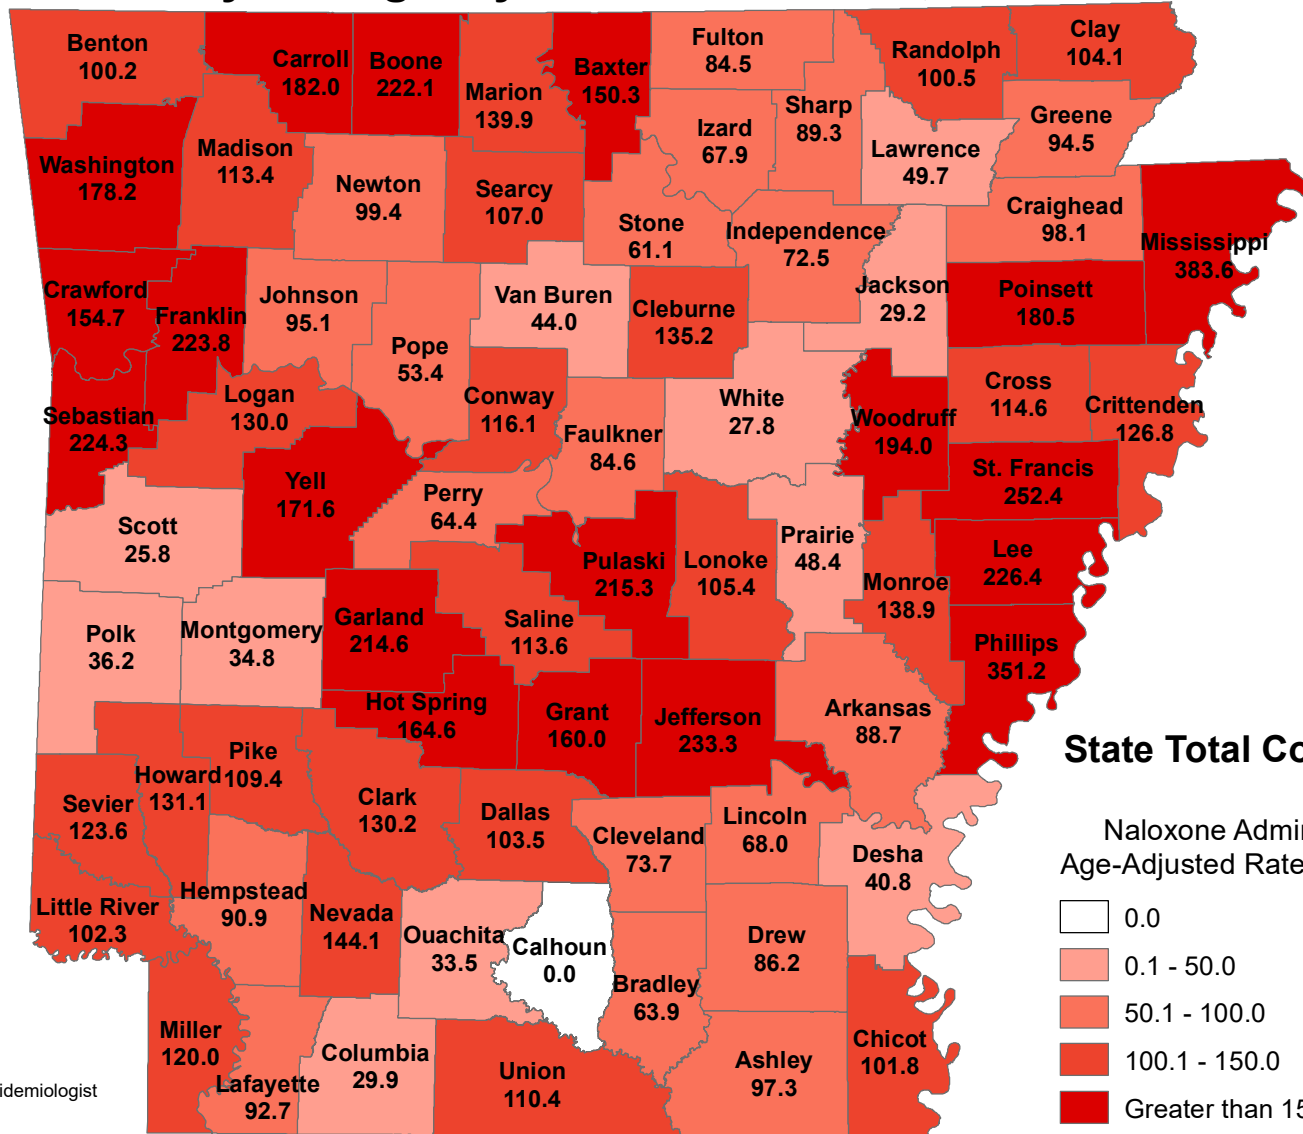 Benton
100.2
Carroll
182.0
Boone
222.1
Marion
139.9
Baxter
150.3
Fulton
84.5
Sharp
89.3
Randolph
100.5
Clay
104.1
Greene
94.5
Washington
178.2
Madison
113.4
Newton
99.4
Searcy
107.0
Stone
61.1
Izard
67.9
Independence
72.5
Lawrence
49.7
Craighead
98.1
Mississippi
383.6
Crawford
154.7
Franklin
223.8
Johnson
95.1
Pope
53.4
Van Buren
44.0
Cleburne
135.2
Jackson
29.2
Poinsett
180.5
Sebastian
224.3
Logan
130.0
Conway
116.1
Faulkner
84.6
White
27.8
Woodruff
194.0
Cross
114.6
Crittenden
126.8
St. Francis
252.4
Scott
25.8
Yell
171.6
Perry
64.4
Pulaski
215.3
Lonoke
105.4
Prairie
48.4
Monroe
138.9
Lee
226.4
Phillips
351.2
Polk
36.2
Montgomery
34.8
Garland
214.6
Saline
113.6
Hot Spring
164.6
Grant
160.0
Jefferson
233.3
Arkansas
88.7
State Total Co
Sevier
123.6
Howard
131.1
Pike
109.4
Clark
130.2
Dallas
103.5
Cleveland
73.7
Lincoln
68.0
Desha
40.8
Naloxone Admi
Age-Adjusted Rate
0.0
0.1 - 50.0
50.1 - 100.0
100.1 - 150.0
Greater than 15
Little River
102.3
Hempstead
90.9
Nevada
144.1
Ouachita
33.5
Calhoun
0.0
Bradley
63.9
Drew
86.2
Miller
120.0
Lafayette
92.7
Columbia
29.9
Union
110.4
Ashley
97.3
Chicot
101.8
idemiologist